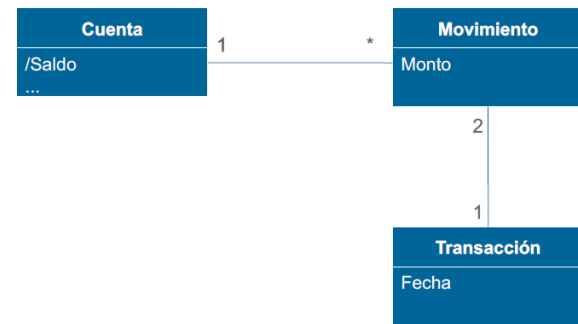 Cuenta
/Saldo
...
1
*
Movimiento
Monto
2
1
Transacción
Fecha